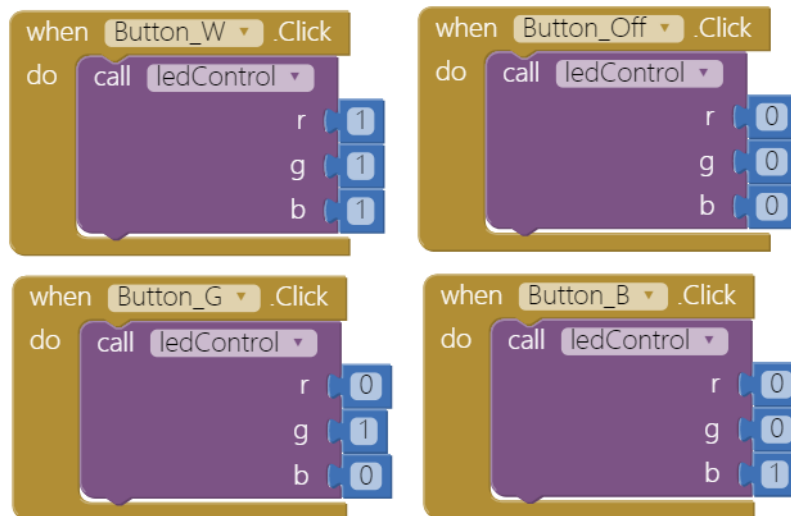 when Button_W .Click
do call ledControl
r 1
g 1
b 1
when Button_Off .Click
do call ledControl
r 0
g 0
b 0
when Button_G .Click
do call ledControl
r 0
g 1
b 0
when Button_B .Click
do call ledControl
r 0
g 0
b 1